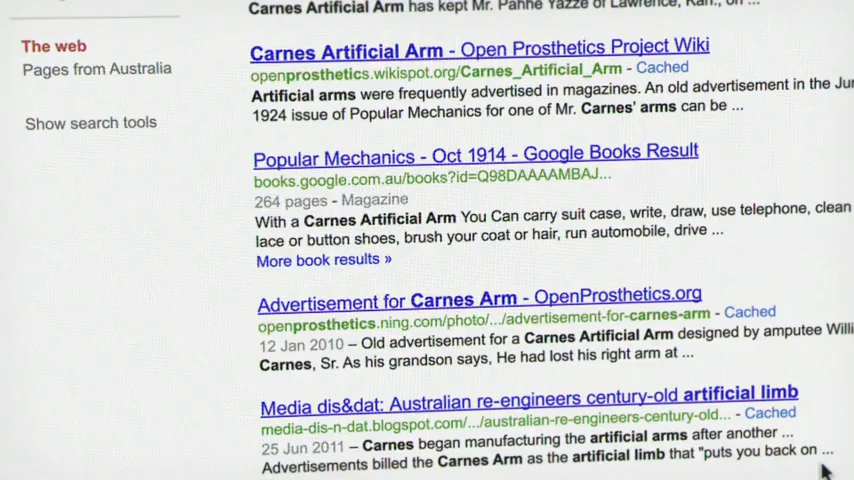 Carnes Artificial Arm has kept Mr. Panhe Yazze of Lawrence, Kan., on ...
The web
Pages from Australia
Show search tools
Carnes Artificial Arm - Open Prosthetics Project Wiki
openprosthetics.wikispot.org/Carnes_Artificial_Arm - Cached
Artificial arms were frequently advertised in magazines. An old advertisement in the Jun
1924 issue of Popular Mechanics for one of Mr. Carnes' arms can be ...
Popular Mechanics - Oct 1914 - Google Books Result
books.google.com.au/books?id=Q98DAAAAMBAJ...
264 pages - Magazine
With a Carnes Artificial Arm You Can carry suit case, write, draw, use telephone, clean
lace or button shoes, brush your coat or hair, run automobile, drive ...
More book results »
Advertisement for Carnes Arm - OpenProsthetics.org
openprosthetics.ning.com/photo/.../advertisement-for-carnes-arm - Cached
12 Jan 2010 – Old advertisement for a Carnes Artificial Arm designed by amputee Willi
Carnes, Sr. As his grandson says, He had lost his right arm at ...
Media dis&dat: Australian re-engineers century-old artificial limb
media-dis-n-dat.blogspot.com/.../australian-re-engineers-century-old... - Cached
25 Jun 2011 – Carnes began manufacturing the artificial arms after another ...
Advertisements billed the Carnes Arm as the artificial limb that "puts you back on ...